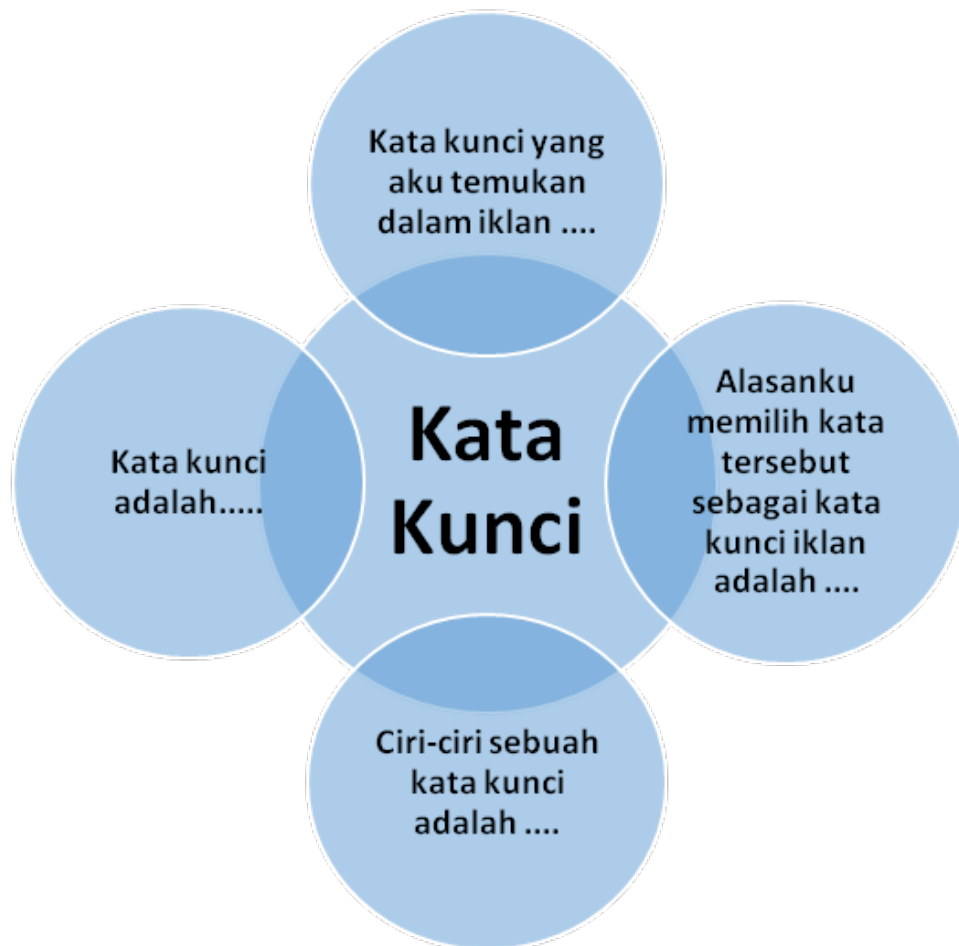 Kata kunci yang
aku temukan
dalam iklan ....
Kata kunci
adalah.....
Kata
Kunci
Alasanku
memilih kata
tersebut
sebagai kata
kunci iklan
adalah ....
Ciri-ciri sebuah
kata kunci
adalah ....